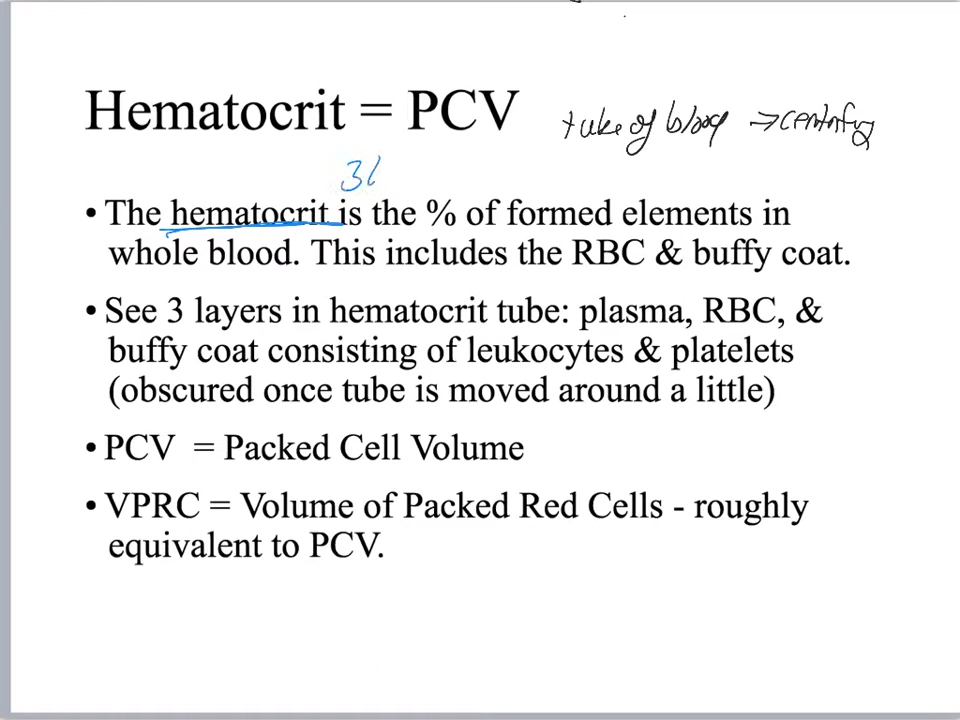 Hematocrit = PCV tube of blood →
• The hematocrit is the % of formed elements in
whole blood. This includes the RBC & buffy coat.
• See 3 layers in hematocrit tube: plasma, RBC, &
buffy coat consisting of leukocytes & platelets
(obscured once tube is moved around a little)
• PCV = Packed Cell Volume
• VPRC = Volume of Packed Red Cells - roughly
equivalent to PCV.